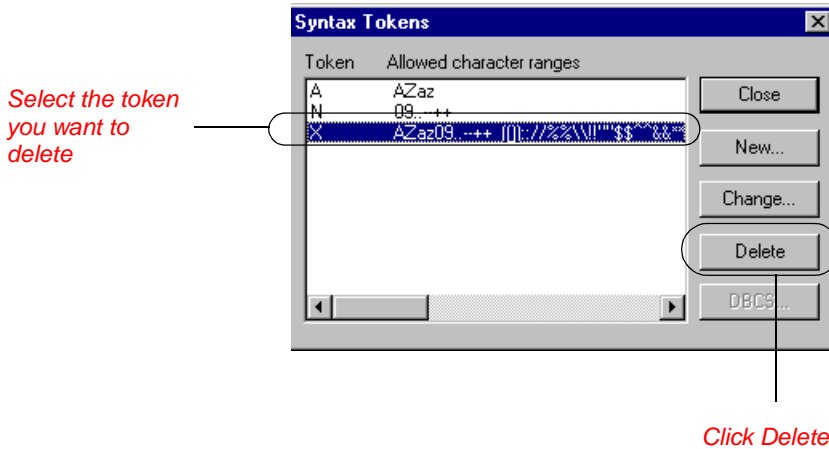 Syntax Tokens
Token Allowed character ranges
A AZaz
N 09..--++
X AZaz09..--++ [[]]::://%%\\!!""$$^^&&**
Close
New...
Change...
Delete
DBCS...
Select the token
you want to
delete
Click Delete